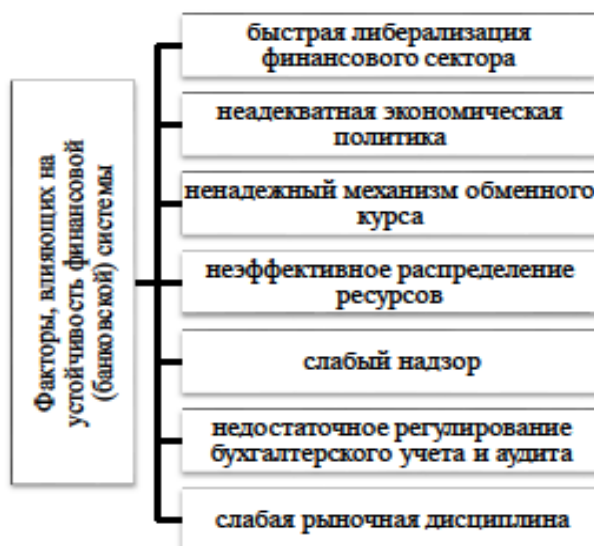 Факторы, влияющих на
устойчивость финансовой
(банковской) системы
быстрая либерализация
финансового сектора
неадекватная экономическая
политика
ненадежный механизм обменного
курса
неэффективное распределение
ресурсов
слабый надзор
недостаточное регулирование
бухгалтерского учета и аудита
слабая рыночная дисциплина